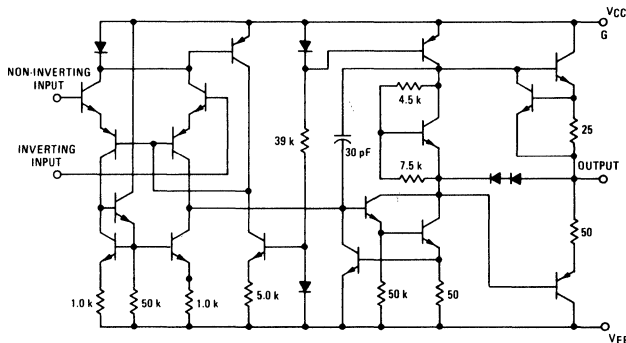 VCC
G
NON-INVERTING
INPUT
4.5 k
25
39 k
30 pF
INVERTING
INPUT
7.5 k
OUTPUT
50
1.0 k
50 k
1.0 k
5.0 k
50 k
50
VEE